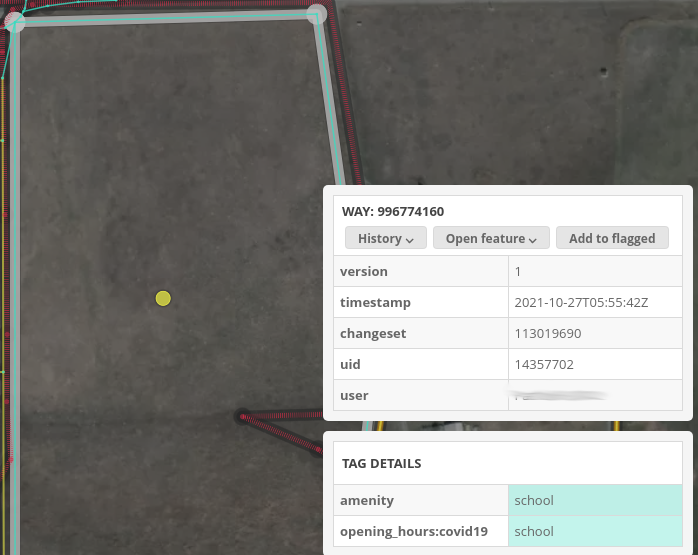 WAY: 996774160
History Open feature Add to flagged
version 1
timestamp 2021-10-27T05:55:42Z
changeset 113019690
uid 14357702
user
TAG DETAILS
amenity school
opening_hours:covid19 school